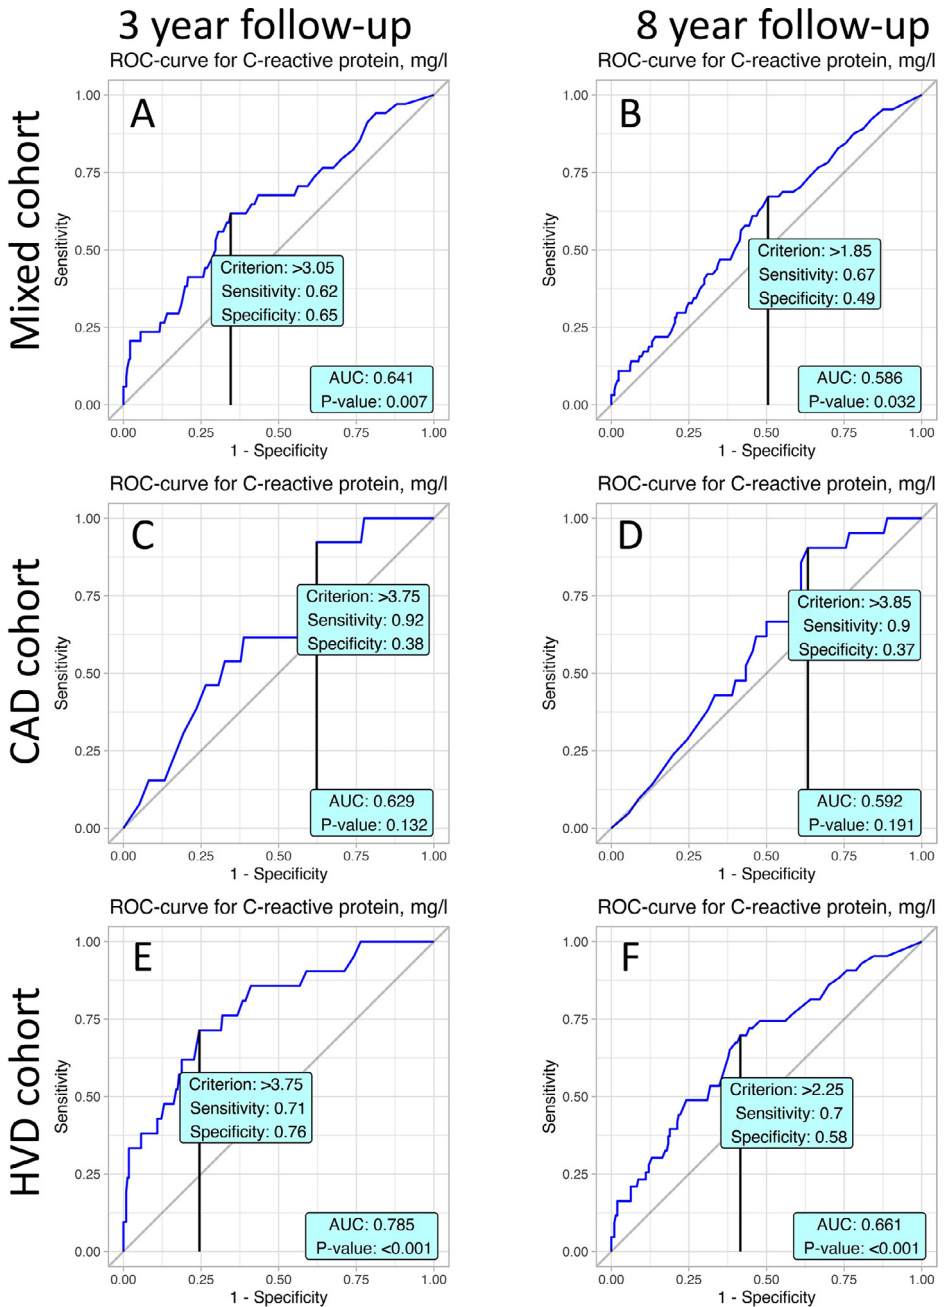 3 year follow-up
8 year follow-up
Mixed cohort
ROC-curve for C-reactive protein, mg/l
A
Sensitivity
1.00
0.75
0.50
0.25
0.00
Criterion: >3.05
Sensitivity: 0.62
Specificity: 0.65
AUC: 0.641
P-value: 0.007
0.00 0.25 0.50 0.75 1.00
1 - Specificity
ROC-curve for C-reactive protein, mg/l
B
Sensitivity
1.00
0.75
0.50
0.25
0.00
Criterion: >1.85
Sensitivity: 0.67
Specificity: 0.49
AUC: 0.586
P-value: 0.032
0.00 0.25 0.50 0.75 1.00
1 - Specificity
CAD cohort
ROC-curve for C-reactive protein, mg/l
C
Sensitivity
1.00
0.75
0.50
0.25
0.00
Criterion: >3.75
Sensitivity: 0.92
Specificity: 0.38
AUC: 0.629
P-value: 0.132
0.00 0.25 0.50 0.75 1.00
1 - Specificity
ROC-curve for C-reactive protein, mg/l
D
Sensitivity
1.00
0.75
0.50
0.25
0.00
Criterion: >3.85
Sensitivity: 0.9
Specificity: 0.37
AUC: 0.592
P-value: 0.191
0.00 0.25 0.50 0.75 1.00
1 - Specificity
HVD cohort
ROC-curve for C-reactive protein, mg/l
E
Sensitivity
1.00
0.75
0.50
0.25
0.00
Criterion: >3.75
Sensitivity: 0.71
Specificity: 0.76
AUC: 0.785
P-value: <0.001
0.00 0.25 0.50 0.75 1.00
1 - Specificity
ROC-curve for C-reactive protein, mg/l
F
Sensitivity
1.00
0.75
0.50
0.25
0.00
Criterion: >2.25
Sensitivity: 0.7
Specificity: 0.58
AUC: 0.661
P-value: <0.001
0.00 0.25 0.50 0.75 1.00
1 - Specificity